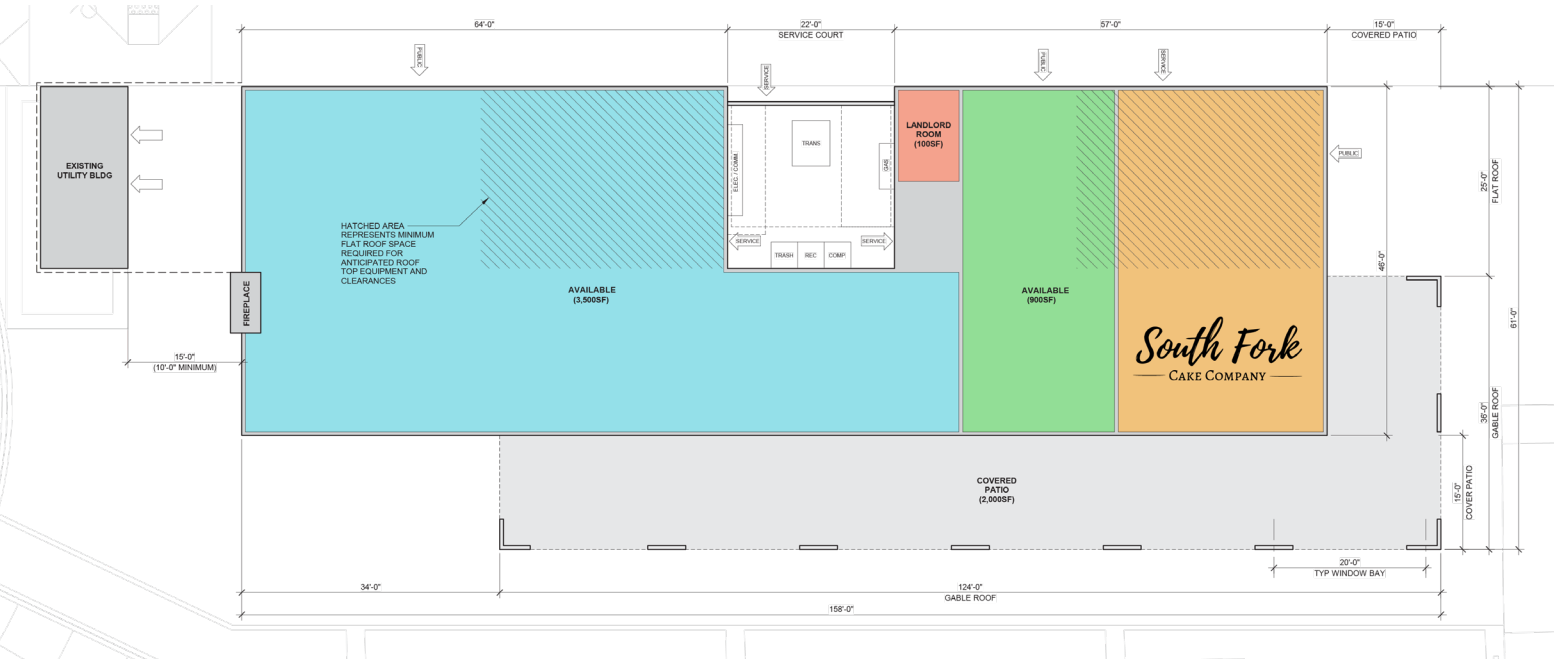 64'-0"
22'-0"
SERVICE COURT
57'-0"
15'-0"
COVERED PATIO
PUBLIC
SERVICE
PUBLIC
SERVICE
EXISTING
UTILITY BLDG
ELEC. / COMM.
TRANS
GAS
LANDLORD
ROOM
(100SF)
PUBLIC
25'-0"
FLAT ROOF
HATCHED AREA
REPRESENTS MINIMUM
FLAT ROOF SPACE
REQUIRED FOR
ANTICIPATED ROOF
TOP EQUIPMENT AND
CLEARANCES
SERVICE
SERVICE
TRASH
REC
COMP.
46'-0"
61'-0"
FIREPLACE
AVAILABLE
(3,500SF)
AVAILABLE
(900SF)
South Fork
CAKE COMPANY
15'-0"
(10'-0" MINIMUM)
36'-0"
GABLE ROOF
COVERED
PATIO
(2,000SF)
15'-0"
COVER PATIO
20'-0"
TYP WINDOW BAY
34'-0"
124'-0"
GABLE ROOF
158'-0"